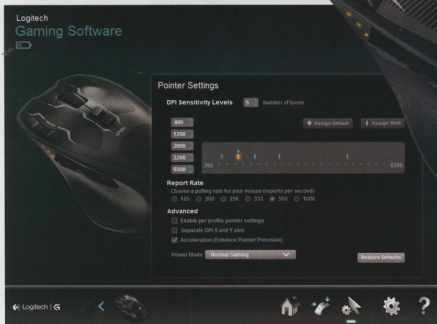 Logitech
Gaming Software
Pointer Settings
DPI Sensitivity Levels 5 Number of levels
400
1200
2000
3200
6500
Assign Default
Assign Shift
200
8200
Report Rate
Choose a polling rate for your mouse (reports per second)
125 200 250 333 500 1000
Advanced
Enable per profile pointer settings
Separate DPI X and Y axis
Acceleration (Enhance Pointer Precision)
Power Mode Normal Gaming
Restore Defaults
Logitech | G
?